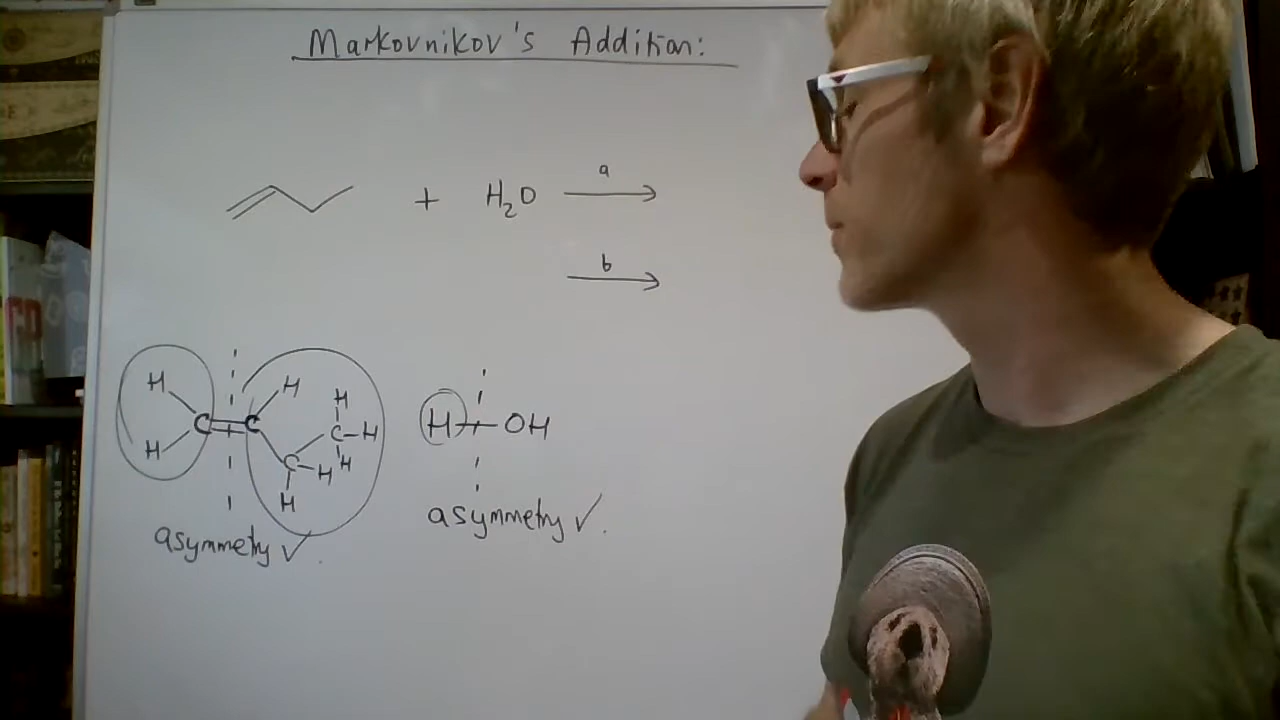 Markovnikov's Addition:
+ H₂O a
b
H H H
C = C C - H H - OH
H C - H H
H
asymmetry ✓. asymmetry ✓.